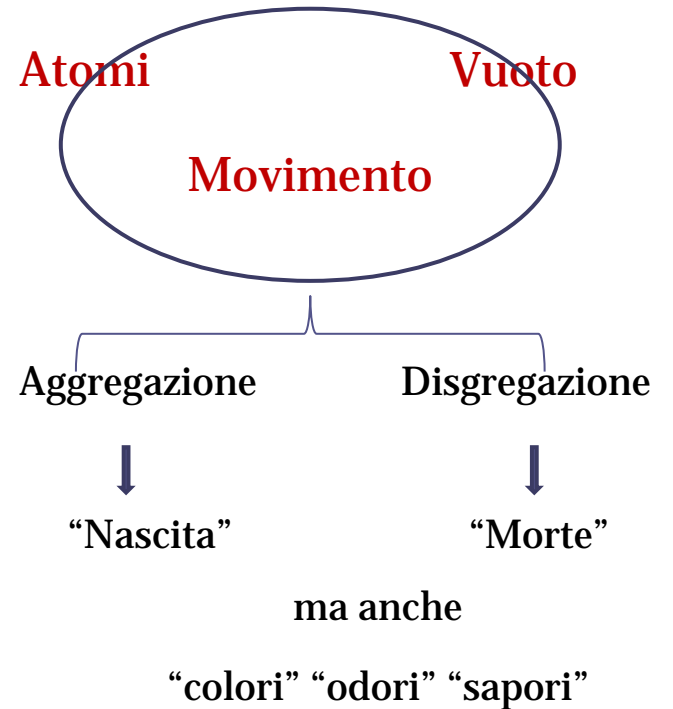 Atomi Vuoto
Movimento
Aggregazione Disgregazione
“Nascita” “Morte”
ma anche
“colori” “odori” “sapori”